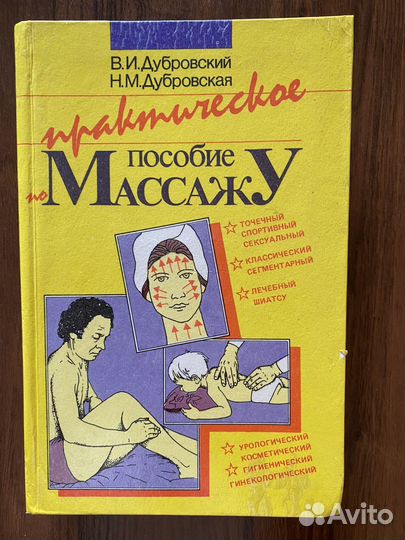 В.И.Дубровский
Н.М.Дубровская
практическое
пособие
по МАССАЖУ
ТОЧЕЧНЫЙ
СПОРТИВНЫЙ
СЕКСУАЛЬНЫЙ
КЛАССИЧЕСКИЙ
СЕГМЕНТАРНЫЙ
ЛЕЧЕБНЫЙ
ШИАТСУ
УРОЛОГИЧЕСКИЙ
КОСМЕТИЧЕСКИЙ
ГИГИЕНИЧЕСКИЙ
ГИНЕКОЛОГИЧЕСКИЙ
Avito